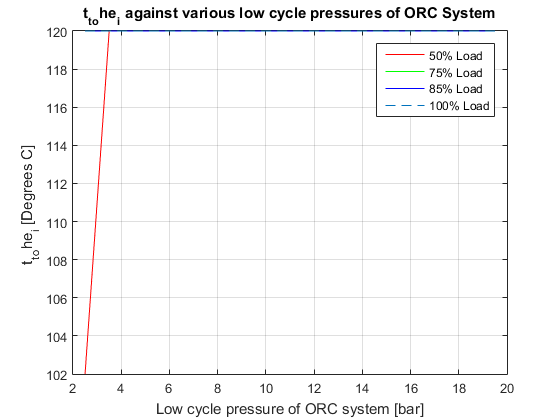 t_to he_i against various low cycle pressures of ORC System
50% Load
75% Load
85% Load
100% Load
t_to he_i [Degrees C]
120
118
116
114
112
110
108
106
104
102
2 4 6 8 10 12 14 16 18 20
Low cycle pressure of ORC system [bar]